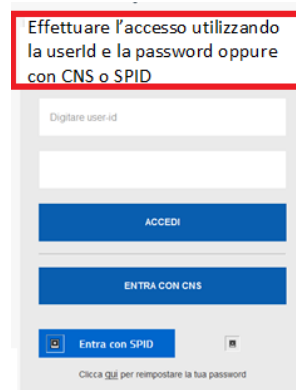 Effettuare l'accesso utilizzando
la userId e la password oppure
con CNS o SPID
Digitare user-id
ACCEDI
ENTRA CON CNS
Entra con SPID
Clicca qui per reimpostare la tua password